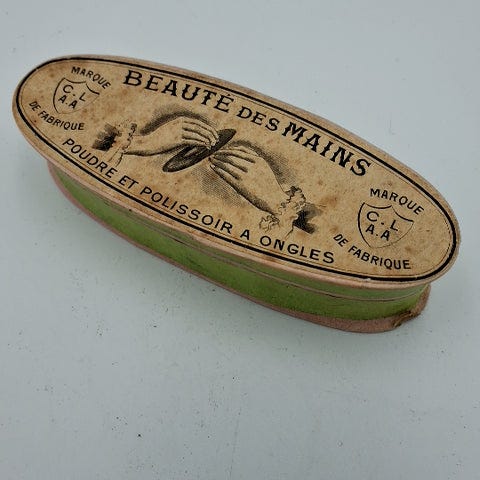 BEAUTÉ DES MAINS
MARQUE
C. L
A.A
DE FABRIQUE
POUDRE ET POLISSOIR A ONGLES
MARQUE
C. L
A.A
DE FABRIQUE